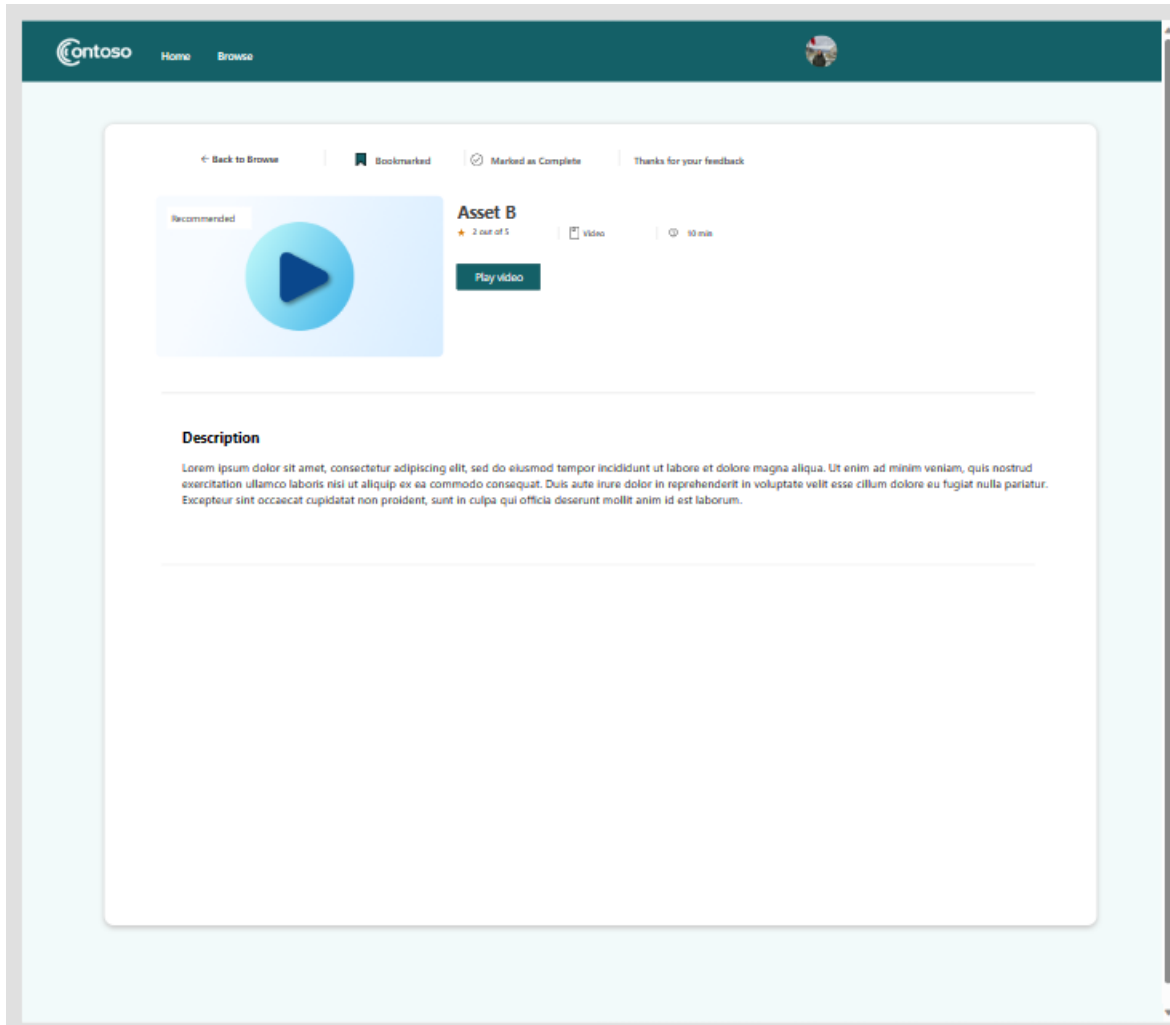 Contoso
Home Browse
← Back to Browse Bookmarked Marked as Complete Thanks for your feedback
Recommended
Asset B
★ 2 out of 5 Video 10 min
Play video
Description
Lorem ipsum dolor sit amet, consectetur adipiscing elit, sed do eiusmod tempor incididunt ut labore et dolore magna aliqua. Ut enim ad minim veniam, quis nostrud
exercitation ullamco laboris nisi ut aliquip ex ea commodo consequat. Duis aute irure dolor in reprehenderit in voluptate velit esse cillum dolore eu fugiat nulla pariatur.
Excepteur sint occaecat cupidatat non proident, sunt in culpa qui officia deserunt mollit anim id est laborum.